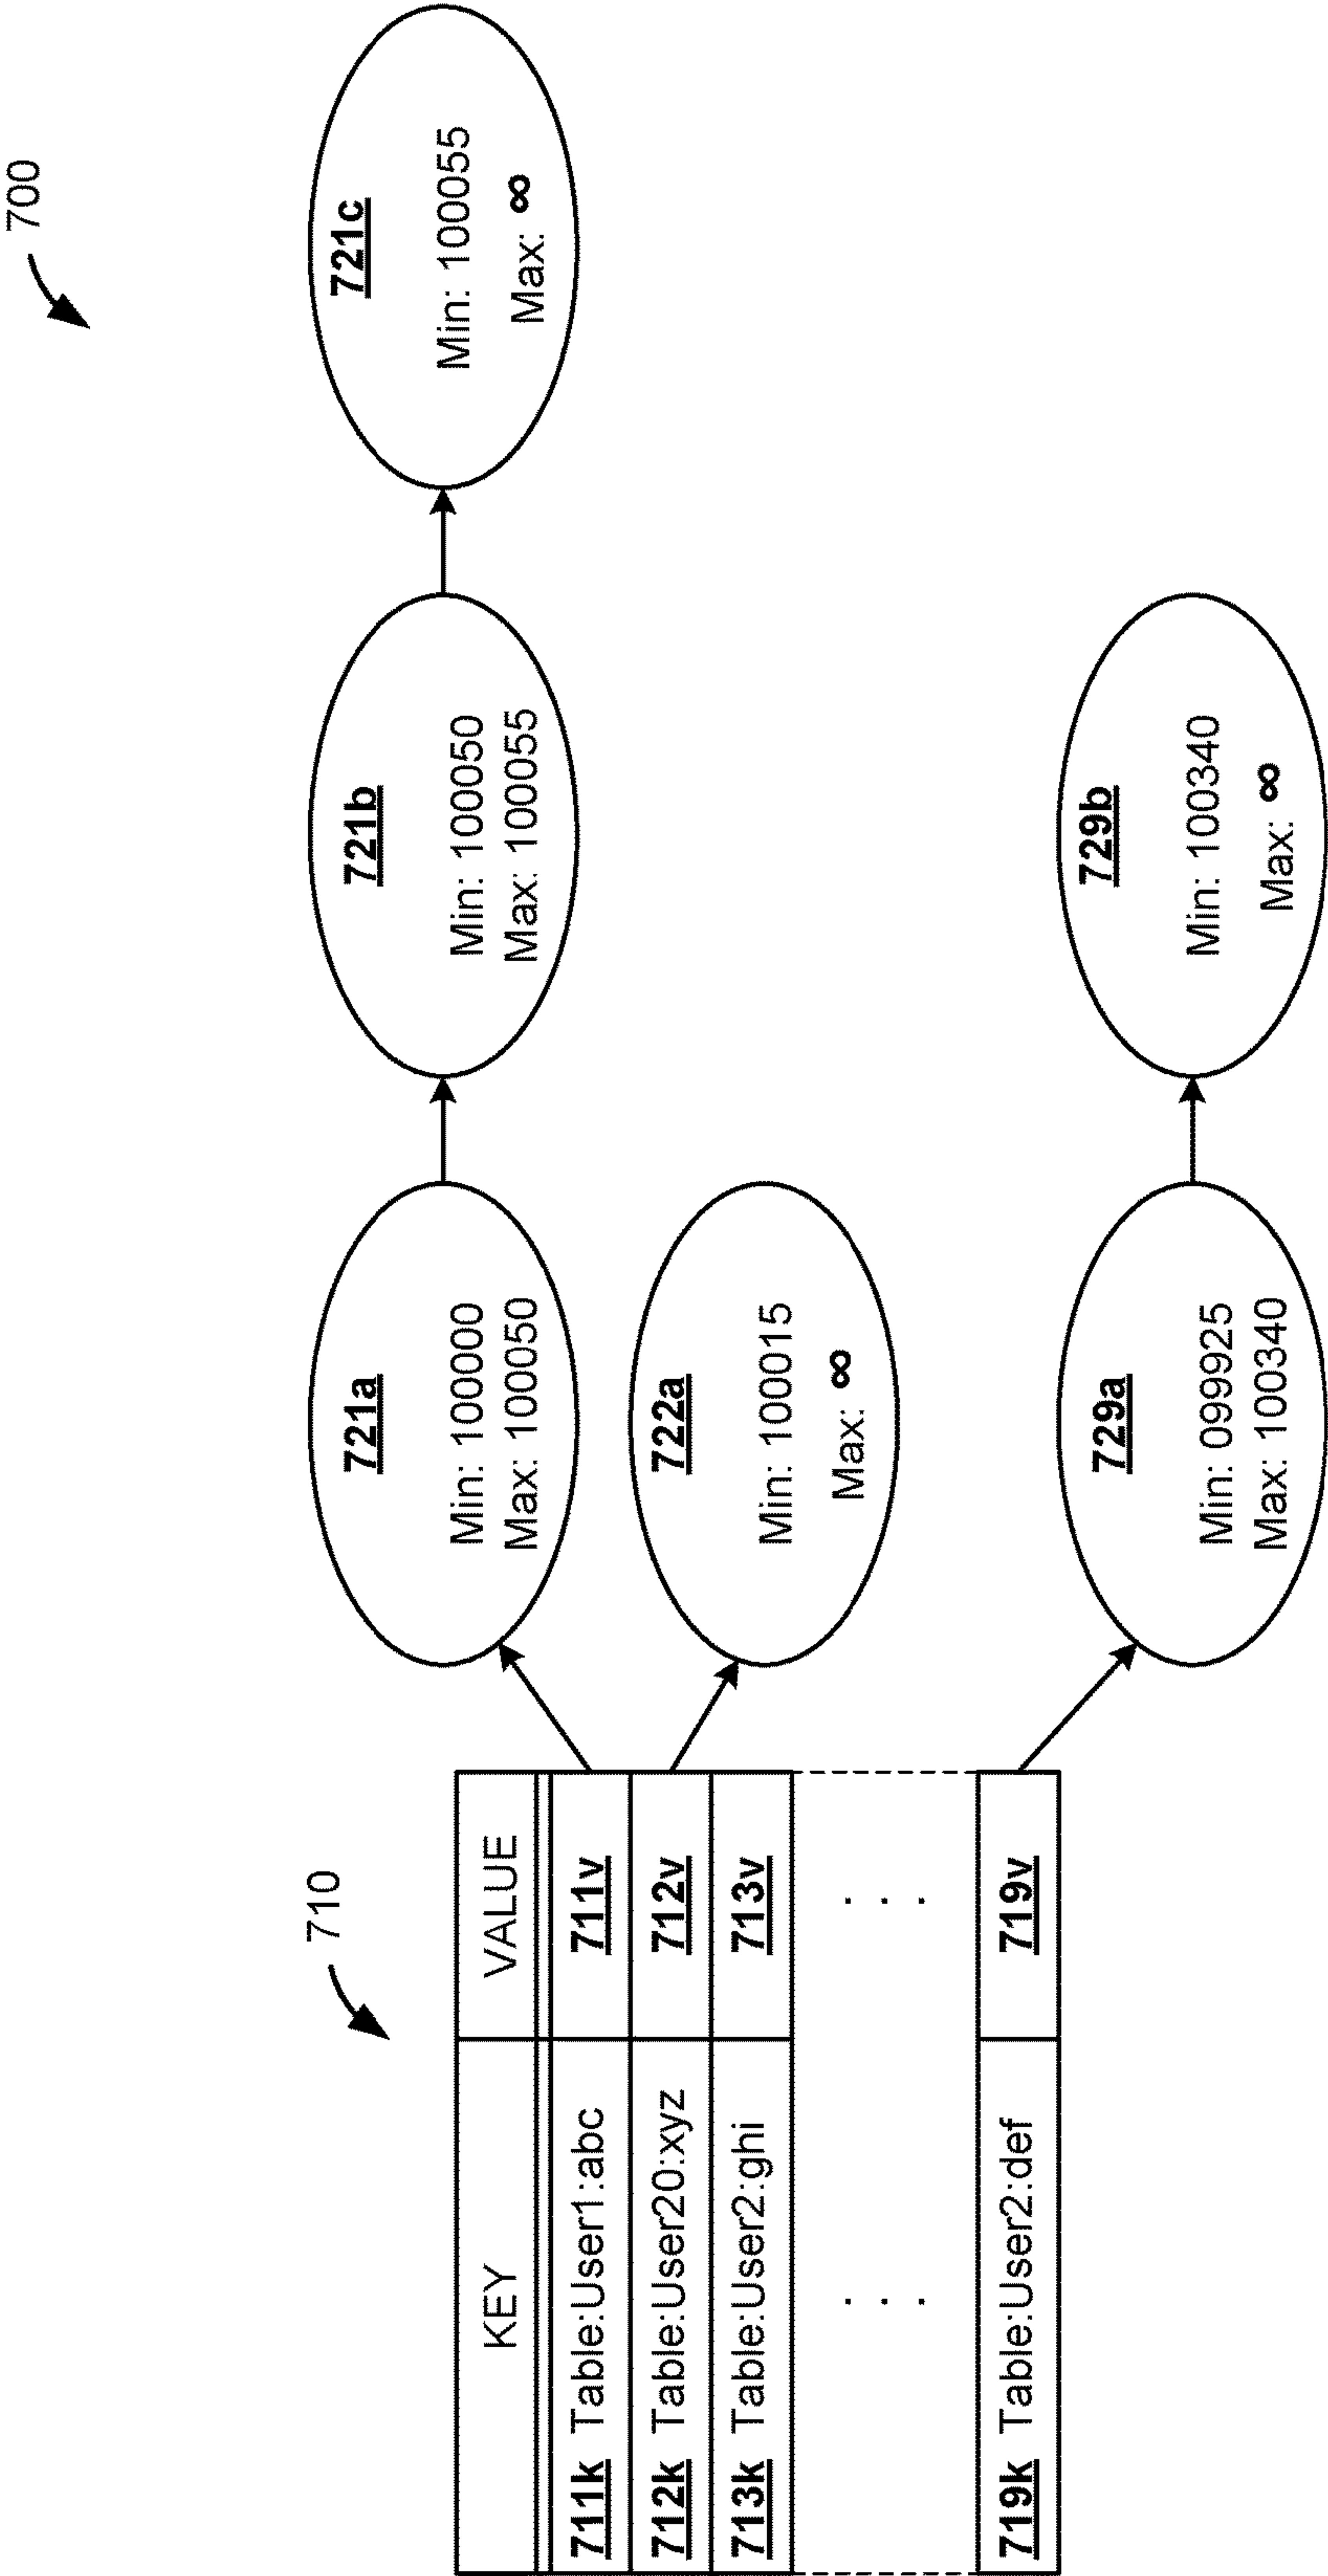 700
710
KEY VALUE
711k Table:User1:abc 711v
712k Table:User20:xyz 712v
713k Table:User2:ghi 713v
. . . . . .
719k Table:User2:def 719v
721a
Min: 100000
Max: 100050
721b
Min: 100050
Max: 100055
721c
Min: 100055
Max: ∞
722a
Min: 100015
Max: ∞
729a
Min: 099925
Max: 100340
729b
Min: 100340
Max: ∞